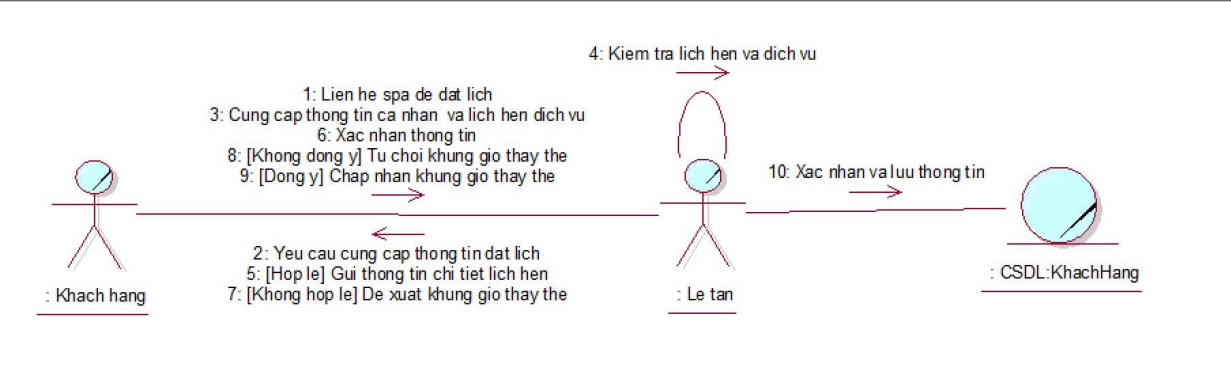 4: Kiem tra lich hen va dich vu
1: Lien he spa de dat lich
3: Cung cap thong tin ca nhan va lich hen dich vu
6: Xac nhan thong tin
8: [Khong dong y] Tu choi khung gio thay the
9: [Dong y] Chap nhan khung gio thay the
10: Xac nhan va luu thong tin
2: Yeu cau cung cap thong tin dat lich
5: [Hop le] Gui thong tin chi tiet lich hen
7: [Khong hop le] De xuat khung gio thay the
: Khach hang
: Le tan
: CSDL:KhachHang